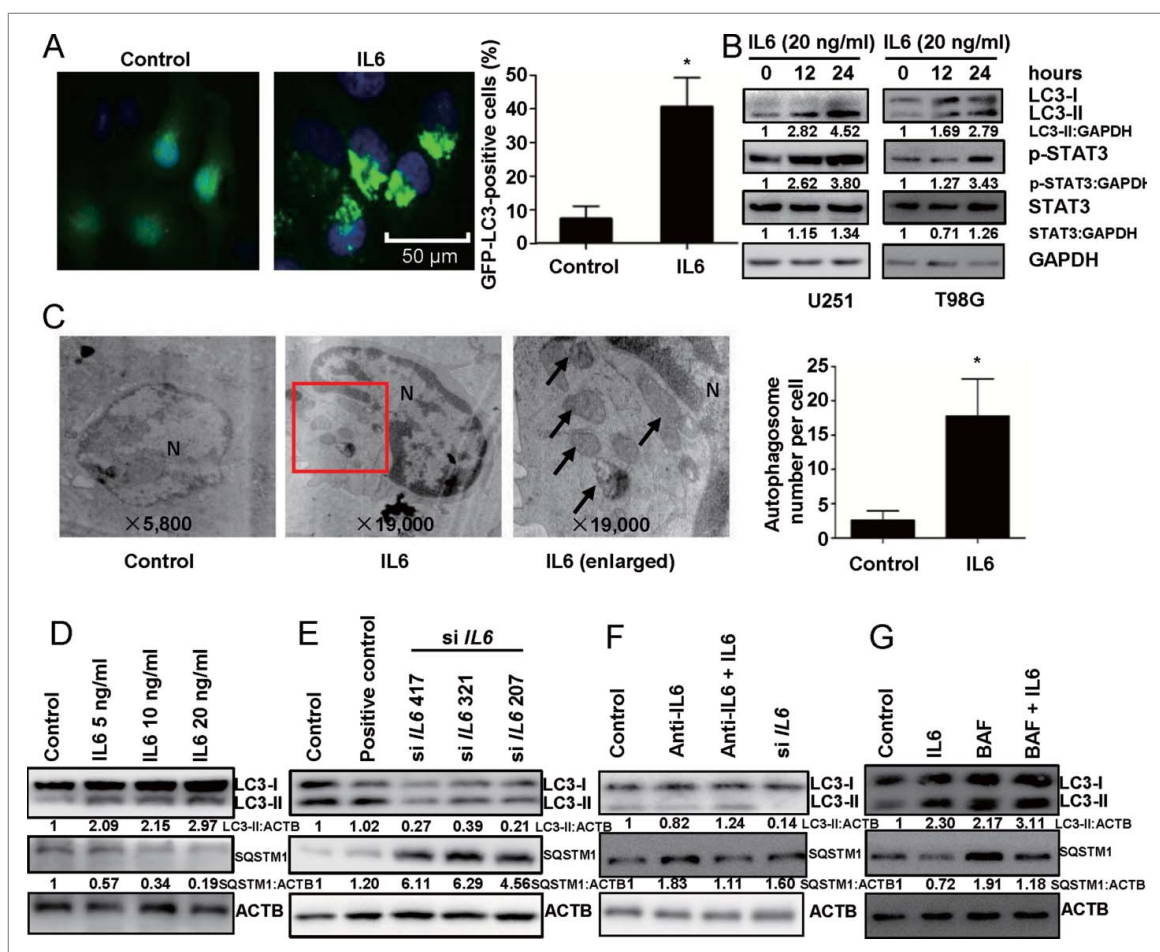 A
Control
IL6
50 µm
GFP-LC3-positive cells (%)
50
40
30
20
10
0
*
Control
IL6
B
IL6 (20 ng/ml) IL6 (20 ng/ml)
0 12 24 0 12 24 hours
LC3-I
LC3-II
1 2.82 4.52 1 1.69 2.79 LC3-II:GAPDH
p-STAT3
1 2.62 3.80 1 1.27 3.43 p-STAT3:GAPDH
STAT3
1 1.15 1.34 1 0.71 1.26 STAT3:GAPDH
GAPDH
U251 T98G
C
N
×5,800
Control
N
×19,000
IL6
N
×19,000
IL6 (enlarged)
Autophagosome
number per cell
25
20
15
10
5
0
*
Control
IL6
D
Control
IL6 5 ng/ml
IL6 10 ng/ml
IL6 20 ng/ml
LC3-I
LC3-II
1 2.09 2.15 2.97 LC3-II:ACTB
SQSTM1
1 0.57 0.34 0.19 SQSTM1:ACTB
ACTB
E
si IL6
Control
Positive control
si IL6 417
si IL6 321
si IL6 207
LC3-I
LC3-II
1 1.02 0.27 0.39 0.21 LC3-II:ACTB
SQSTM1
1 1.20 6.11 6.29 4.56 SQSTM1:ACTB
ACTB
F
Control
Anti-IL6
Anti-IL6 + IL6
si IL6
LC3-I
LC3-II
1 0.82 1.24 0.14 LC3-II:ACTB
SQSTM1
1 1.83 1.11 1.60 SQSTM1:ACTB
ACTB
G
Control
IL6
BAF
BAF + IL6
LC3-I
LC3-II
1 2.30 2.17 3.11 LC3-II:ACTB
SQSTM1
1 0.72 1.91 1.18 SQSTM1:ACTB
ACTB